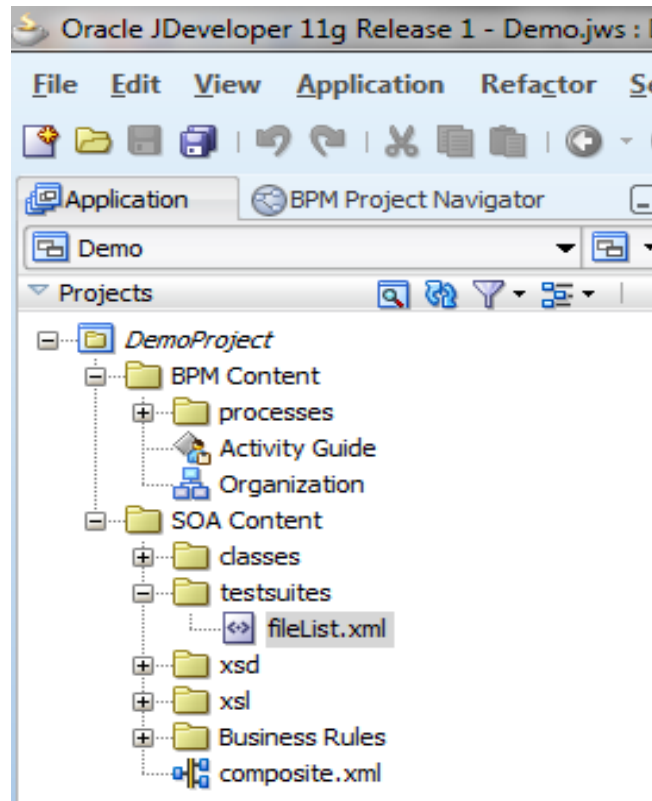 Oracle JDeveloper 11g Release 1 - Demo.jws :
File Edit View Application Refactor
Application BPM Project Navigator
Demo
Projects
DemoProject
BPM Content
processes
Activity Guide
Organization
SOA Content
classes
testsuites
fileList.xml
xsd
xsl
Business Rules
composite.xml